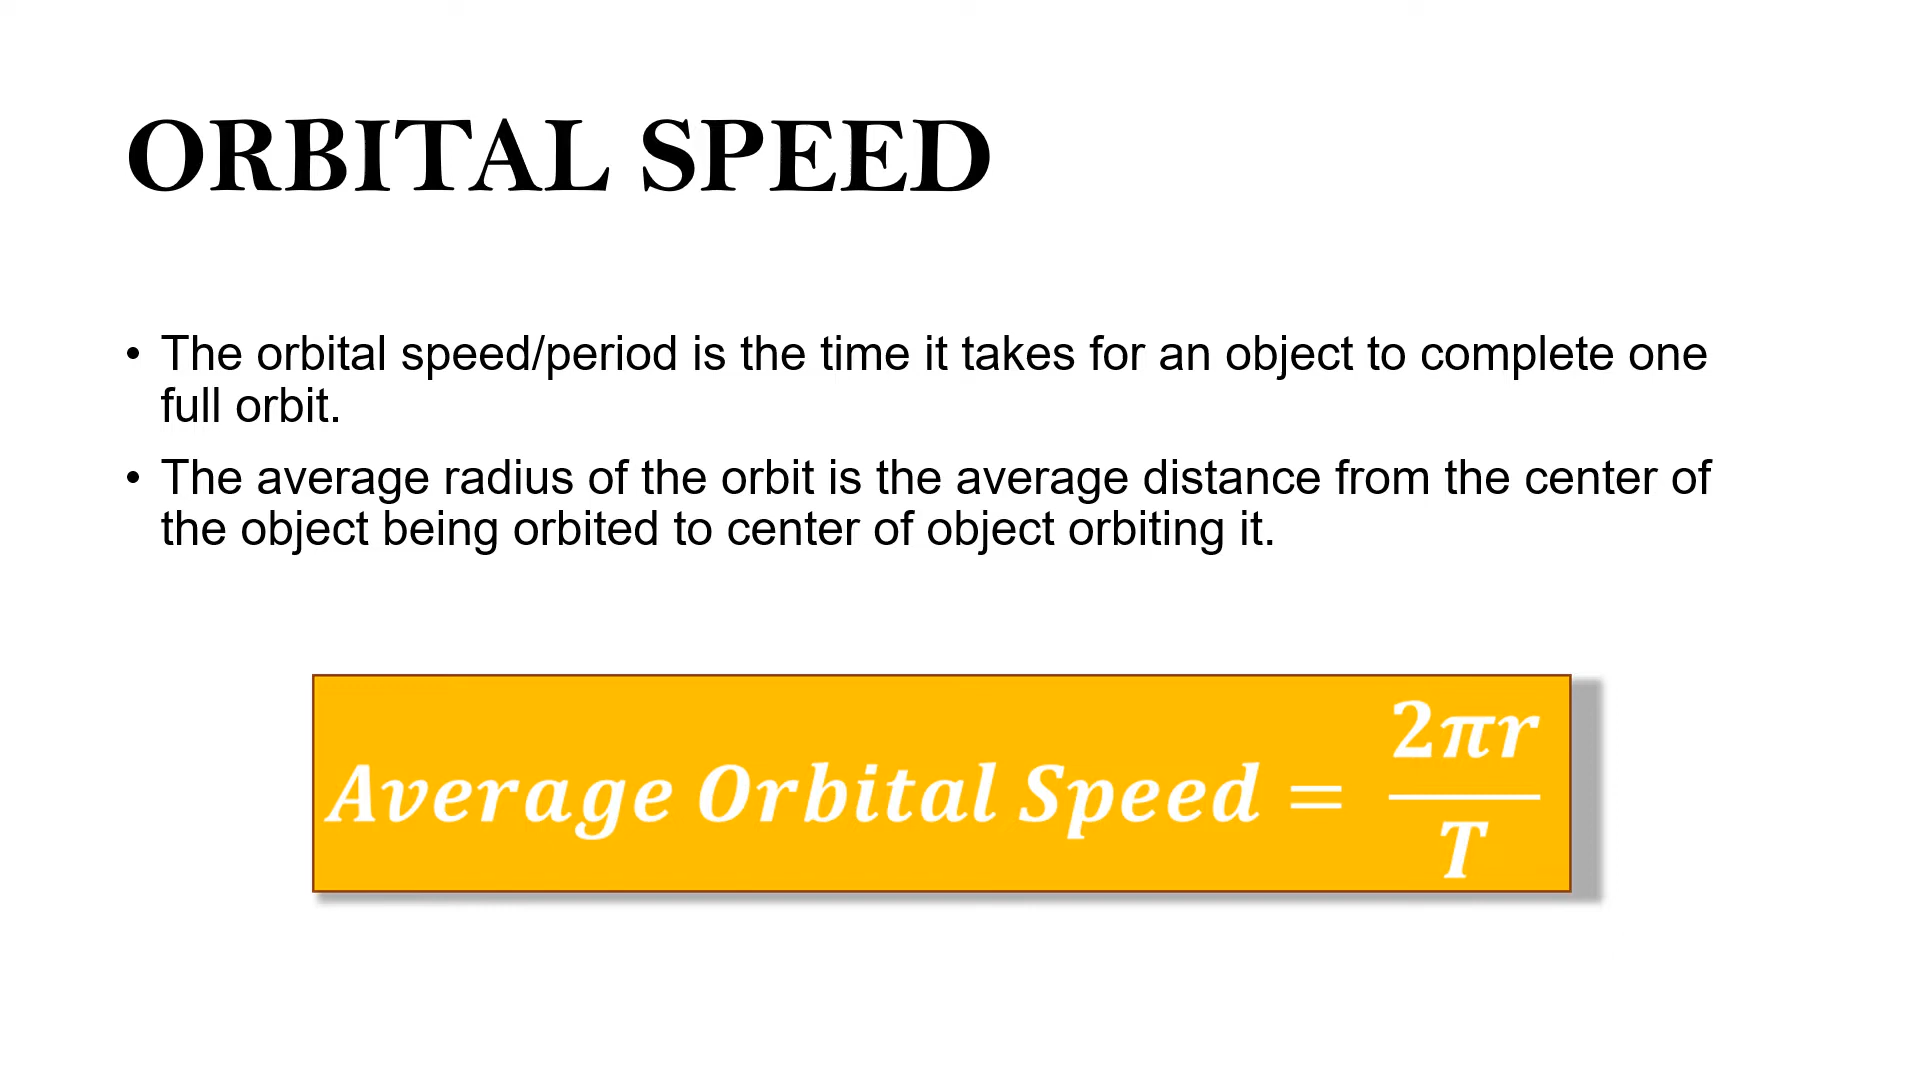 ORBITAL SPEED
• The orbital speed/period is the time it takes for an object to complete one
full orbit.
• The average radius of the orbit is the average distance from the center of
the object being orbited to center of object orbiting it.
Average Orbital Speed = 2πr / T